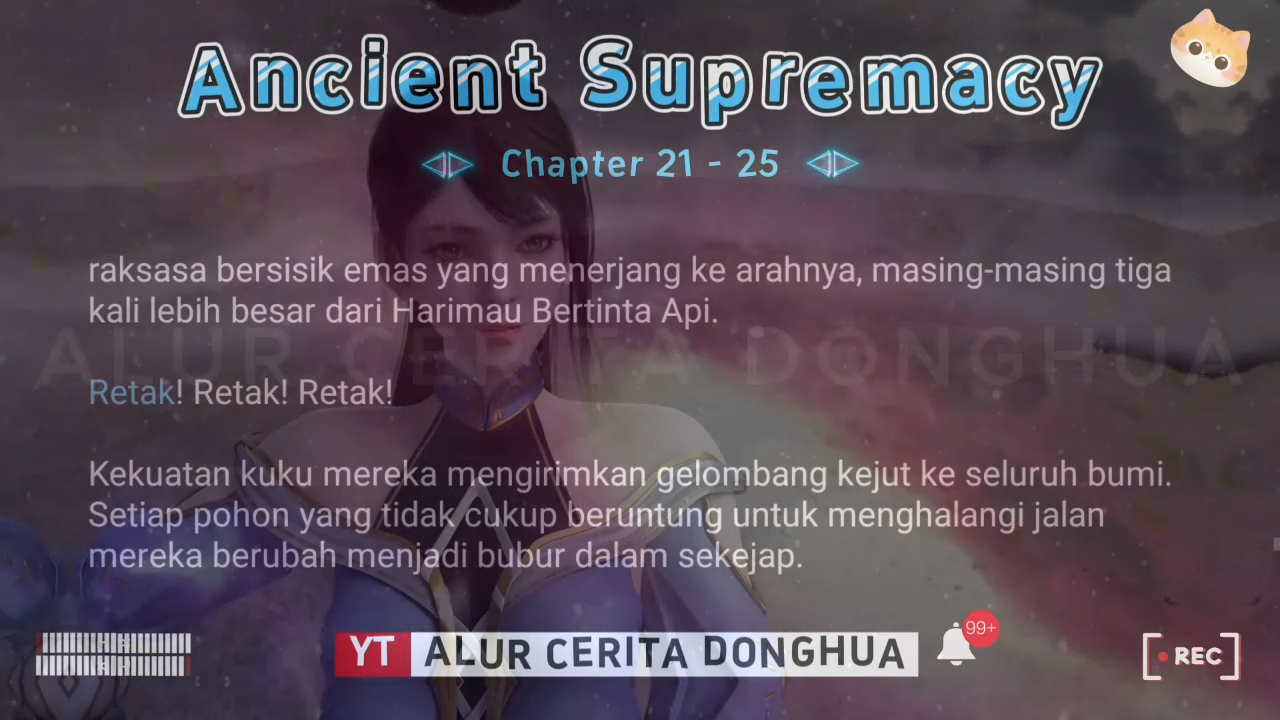 Ancient Supremacy
Chapter 21 - 25
raksasa bersisik emas yang menerjang ke arahnya, masing-masing tiga
kali lebih besar dari Harimau Bertinta Api.
ALUR CERITA DONGHUA
Retak! Retak! Retak!
Kekuatan kuku mereka mengirimkan gelombang kejut ke seluruh bumi.
Setiap pohon yang tidak cukup beruntung untuk menghalangi jalan
mereka berubah menjadi bubur dalam sekejap.
YT ALUR CERITA DONGHUA
99+
REC